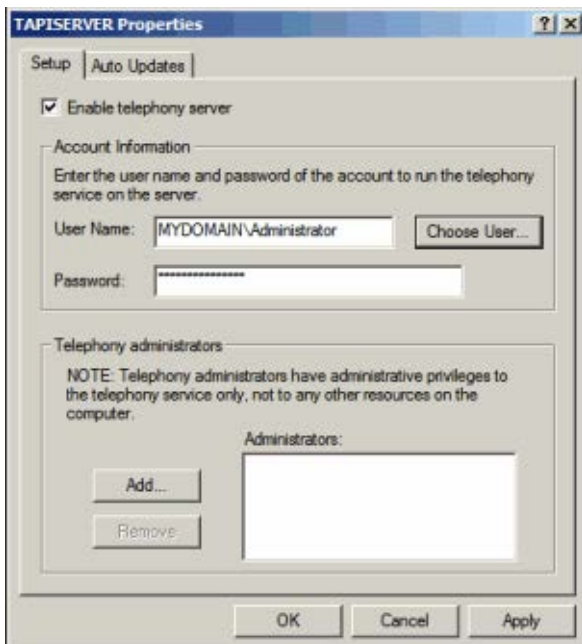 TAPISERVER Properties
Setup
Auto Updates
Enable telephony server
Account Information
Enter the user name and password of the account to run the telephony
service on the server.
User Name:
MYDOMAIN\Administrator
Choose User...
Password:
***************
Telephony administrators
NOTE: Telephony administrators have administrative privileges to
the telephony service only, not to any other resources on the
computer.
Administrators:
Add...
Remove
OK
Cancel
Apply